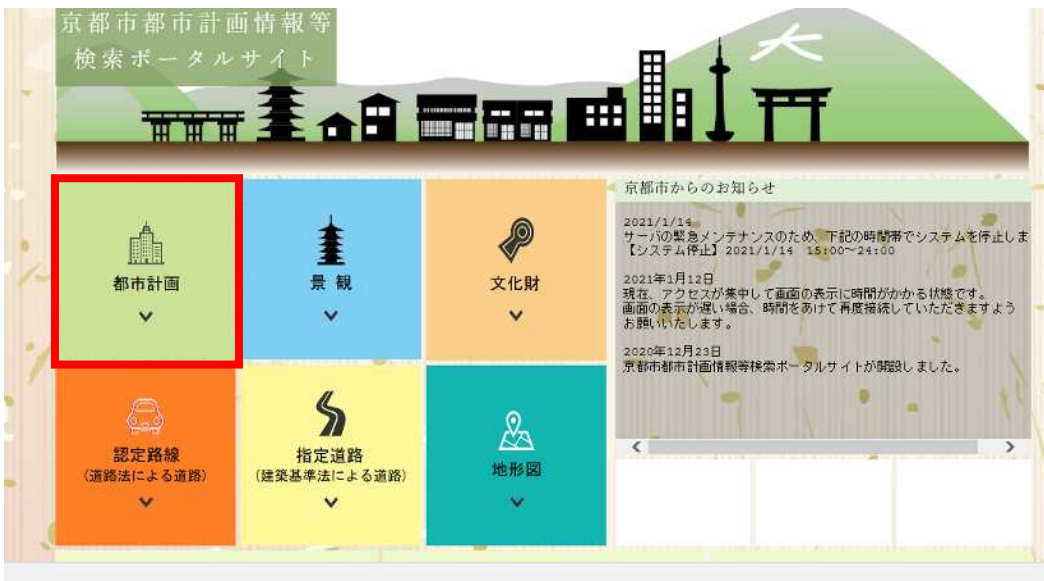 京都市都市計画情報等
検索ポータルサイト
大
都市計画
景観
文化財
認定路線
(道路法による道路)
指定道路
(建築基準法による道路)
地形図
京都市からのお知らせ
2021/1/14
サーバの緊急メンテナンスのため、下記の時間帯でシステムを停止しま
【システム停止】2021/1/14 15:00～24:00
2021年1月12日
現在、アクセスが集中して画面の表示に時間がかかる状態です。
画面の表示が遅い場合、時間をあけて再度接続していただきますよう
お願いいたします。
2020年12月23日
京都市都市計画情報等検索ポータルサイトが開設しました。